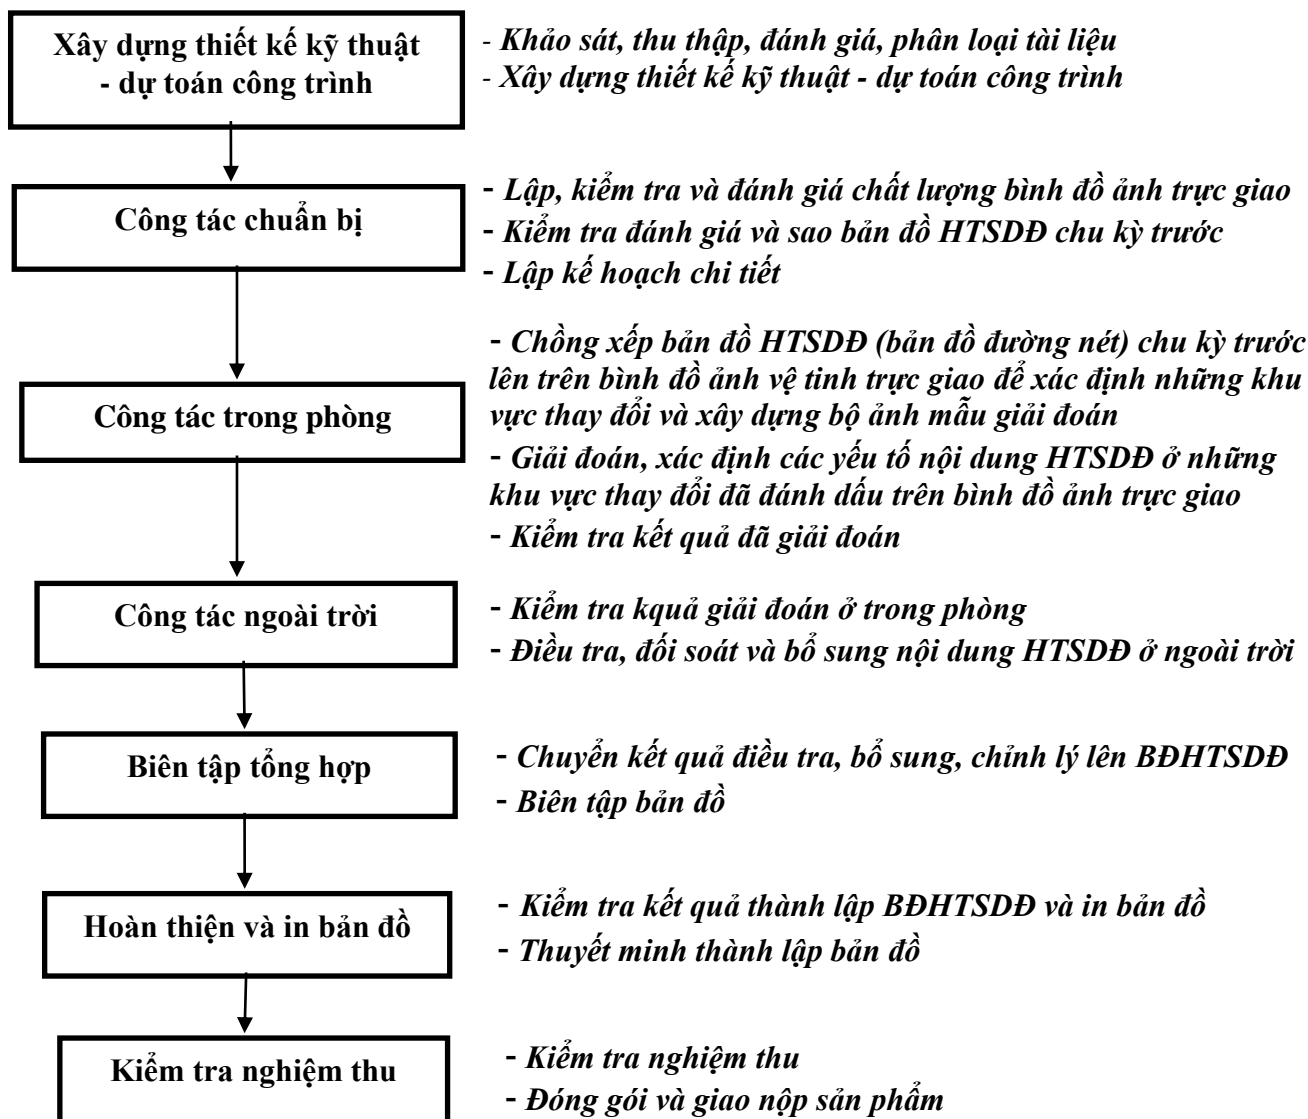 Xây dựng thiết kế kỹ thuật
- dự toán công trình
- Khảo sát, thu thập, đánh giá, phân loại tài liệu
- Xây dựng thiết kế kỹ thuật - dự toán công trình
Công tác chuẩn bị
- Lập, kiểm tra và đánh giá chất lượng bình đồ ảnh trực giao
- Kiểm tra đánh giá và sao bản đồ HTSDĐ chu kỳ trước
- Lập kế hoạch chi tiết
Công tác trong phòng
- Chồng xếp bản đồ HTSDĐ (bản đồ đường nét) chu kỳ trước
lên trên bình đồ ảnh vệ tinh trực giao để xác định những khu
vực thay đổi và xây dựng bộ ảnh mẫu giải đoán
- Giải đoán, xác định các yếu tố nội dung HTSDĐ ở những
khu vực thay đổi đã đánh dấu trên bình đồ ảnh trực giao
- Kiểm tra kết quả đã giải đoán
Công tác ngoài trời
- Kiểm tra kquả giải đoán ở trong phòng
- Điều tra, đối soát và bổ sung nội dung HTSDĐ ở ngoài trời
Biên tập tổng hợp
- Chuyển kết quả điều tra, bổ sung, chỉnh lý lên BĐHTSDĐ
- Biên tập bản đồ
Hoàn thiện và in bản đồ
- Kiểm tra kết quả thành lập BĐHTSDĐ và in bản đồ
- Thuyết minh thành lập bản đồ
Kiểm tra nghiệm thu
- Kiểm tra nghiệm thu
- Đóng gói và giao nộp sản phẩm